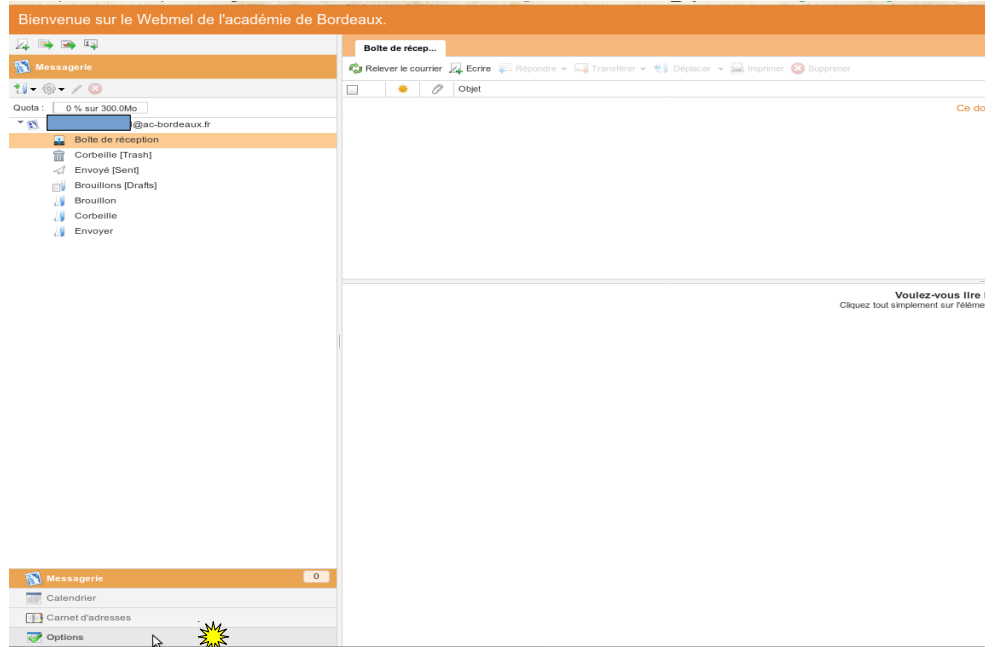 Bienvenue sur le Webmel de l'académie de Bordeaux.
Messagerie
Quota : 0 % sur 300.0Mo
@ac-bordeaux.fr
Boîte de réception
Corbeille [Trash]
Envoyé [Sent]
Brouillons [Drafts]
Brouillon
Corbeille
Envoyer
Messagerie 0
Calendrier
Carnet d'adresses
Options
Boîte de récep...
Relever le courrier Ecrire Répondre Transférer Déplacer Imprimer Supprimer
Objet
Ce do
Voulez-vous lire
Cliquez tout simplement sur l'éléme